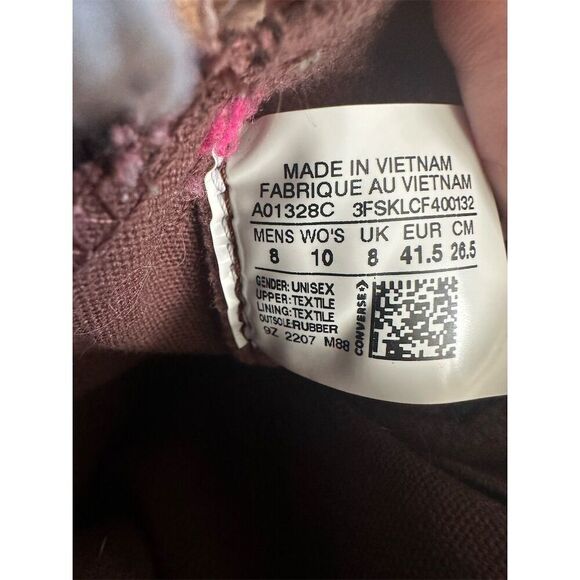 MADE IN VIETNAM
FABRIQUE AU VIETNAM
A01328C 3FSKLCF400132
MENS WO'S UK EUR CM
8 10 8 41.5 26.5
GENDER: UNISEX
UPPER: TEXTILE
LINING: TEXTILE
OUTSOLE: RUBBER
9Z 2207 M88
CONVERSE